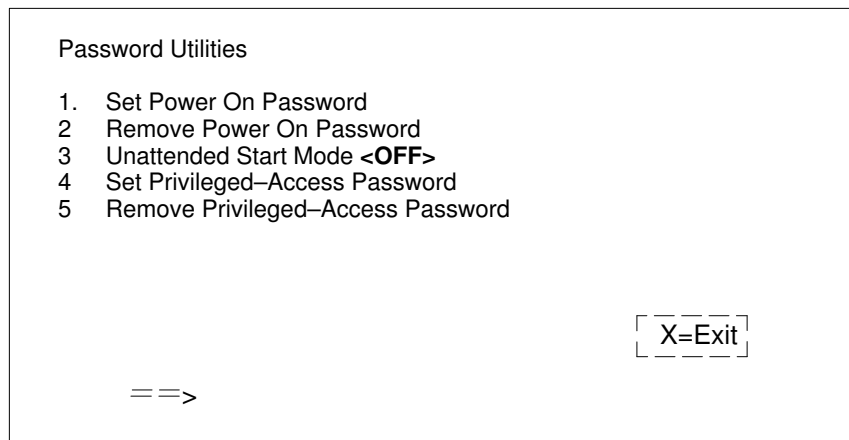 Password Utilities
1. Set Power On Password
2 Remove Power On Password
3 Unattended Start Mode <OFF>
4 Set Privileged–Access Password
5 Remove Privileged–Access Password
X=Exit
==>